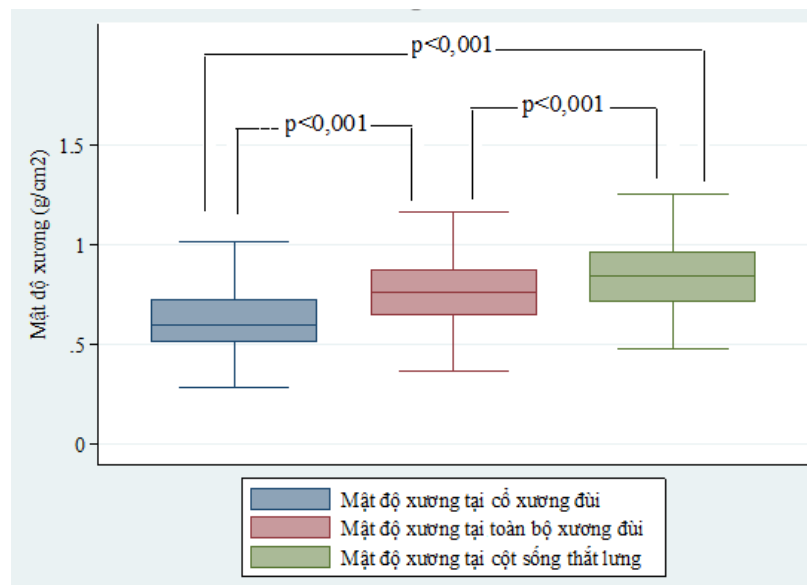 p<0,001
p<0,001
p<0,001
1.5
1
.5
0
Mật độ xương (g/cm2)
Mật độ xương tại cổ xương đùi
Mật độ xương tại toàn bộ xương đùi
Mật độ xương tại cột sống thắt lưng